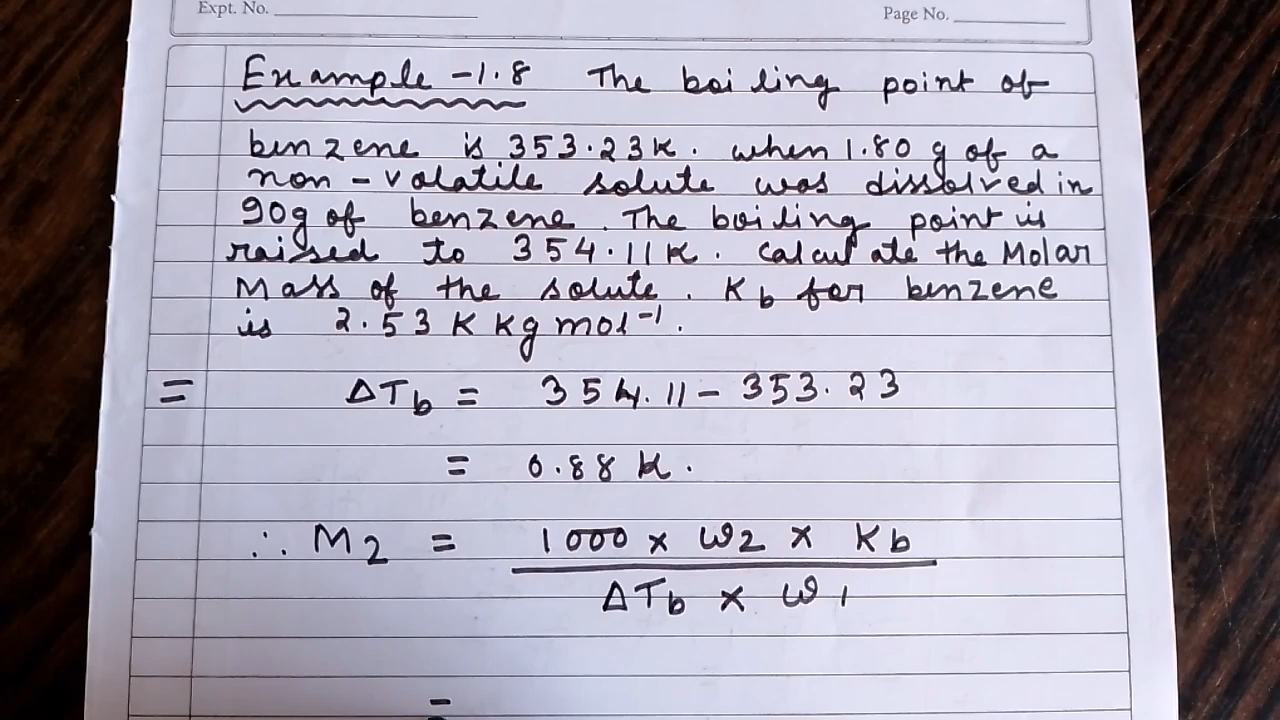 Expt. No.
Page No.
Example -1.8 The boiling point of
benzene is 353.23K. when 1.80 g of a
non-volatile solute was dissolved in
90g of benzene. The boiling point is
raised to 354.11K. Calculate the Molar
Mass of the solute. Kb for benzene
is 2.53 K kg mol⁻¹.
= ΔTb = 354.11 - 353.23
= 0.88 K.
∴ M2 = 1000 × w2 × Kb
ΔTb × w1
=